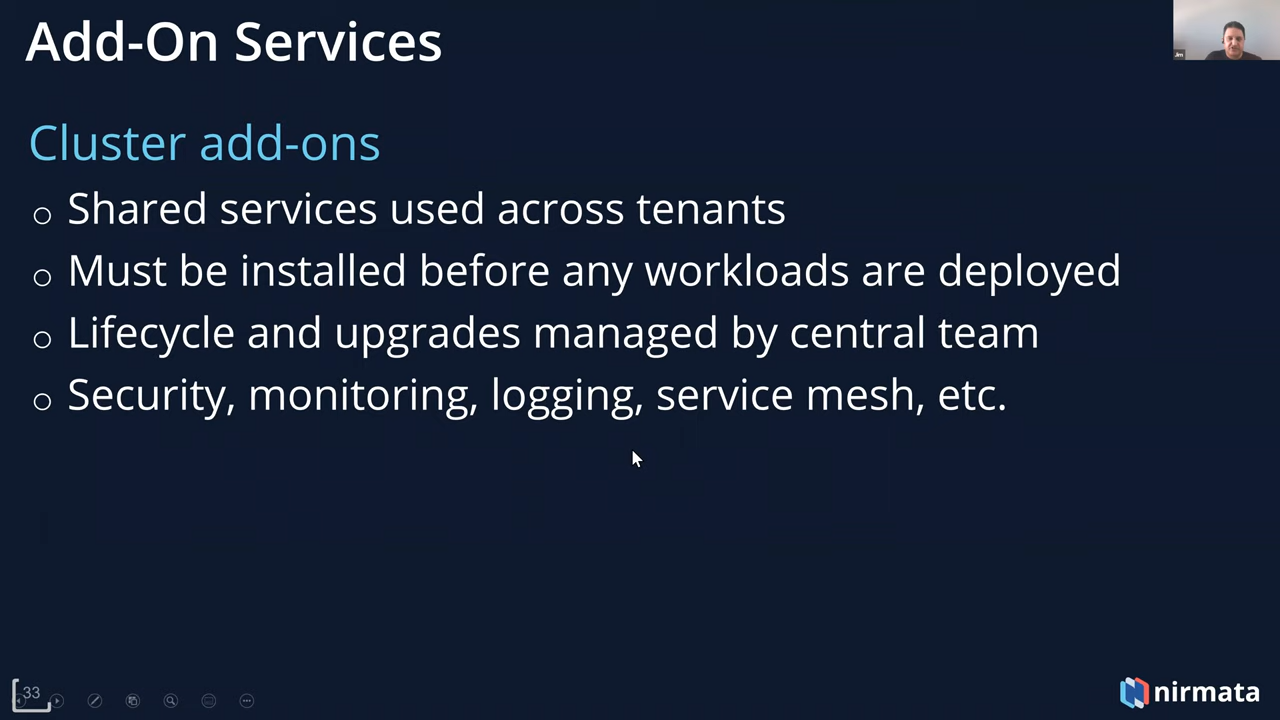 Add-On Services
Cluster add-ons
Shared services used across tenants
Must be installed before any workloads are deployed
Lifecycle and upgrades managed by central team
Security, monitoring, logging, service mesh, etc.
33
nirmata